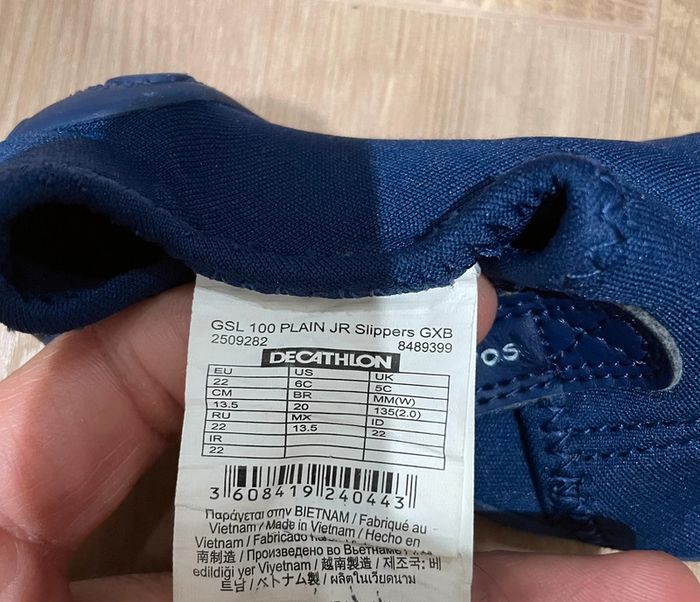 GSL 100 PLAIN JR Slippers GXB
2509282 8489399
DECATHLON
EU US UK
22 6C 5C
CM BR MM(W)
13.5 20 135(2.0)
RU MX ID
22 13.5 22
IR
22
3 608419 240443
Παράγεται στην ΒΙΕΤΝΑΜ / Fabriqué au
Vietnam / Made in Vietnam / Hecho en
Vietnam / Fabricado no
南制造 / Произведено во Вьетнаме
edildiği yer Vyetnam / 越南製造 / 제조국: 베
트남 / ベトナム製 / ผลิตในเวียดนาม
OS